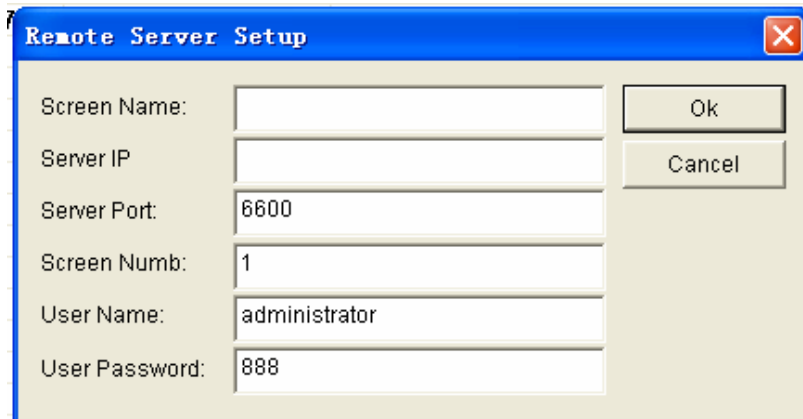 Remote Server Setup
Screen Name:
Ok
Server IP
Cancel
Server Port: 6600
Screen Numb: 1
User Name: administrator
User Password: 888